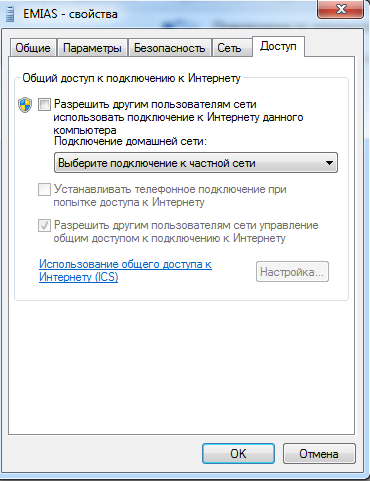 EMIAS - свойства
Общие Параметры Безопасность Сеть Доступ
Общий доступ к подключению к Интернету
Разрешить другим пользователям сети
использовать подключение к Интернету данного
компьютера
Подключение домашней сети:
Выберите подключение к частной сети
Устанавливать телефонное подключение при
попытке доступа к Интернету
Разрешить другим пользователям сети управление
общим доступом к подключению к Интернету
Использование общего доступа к
Интернету (ICS)
Настройка...
OK Отмена